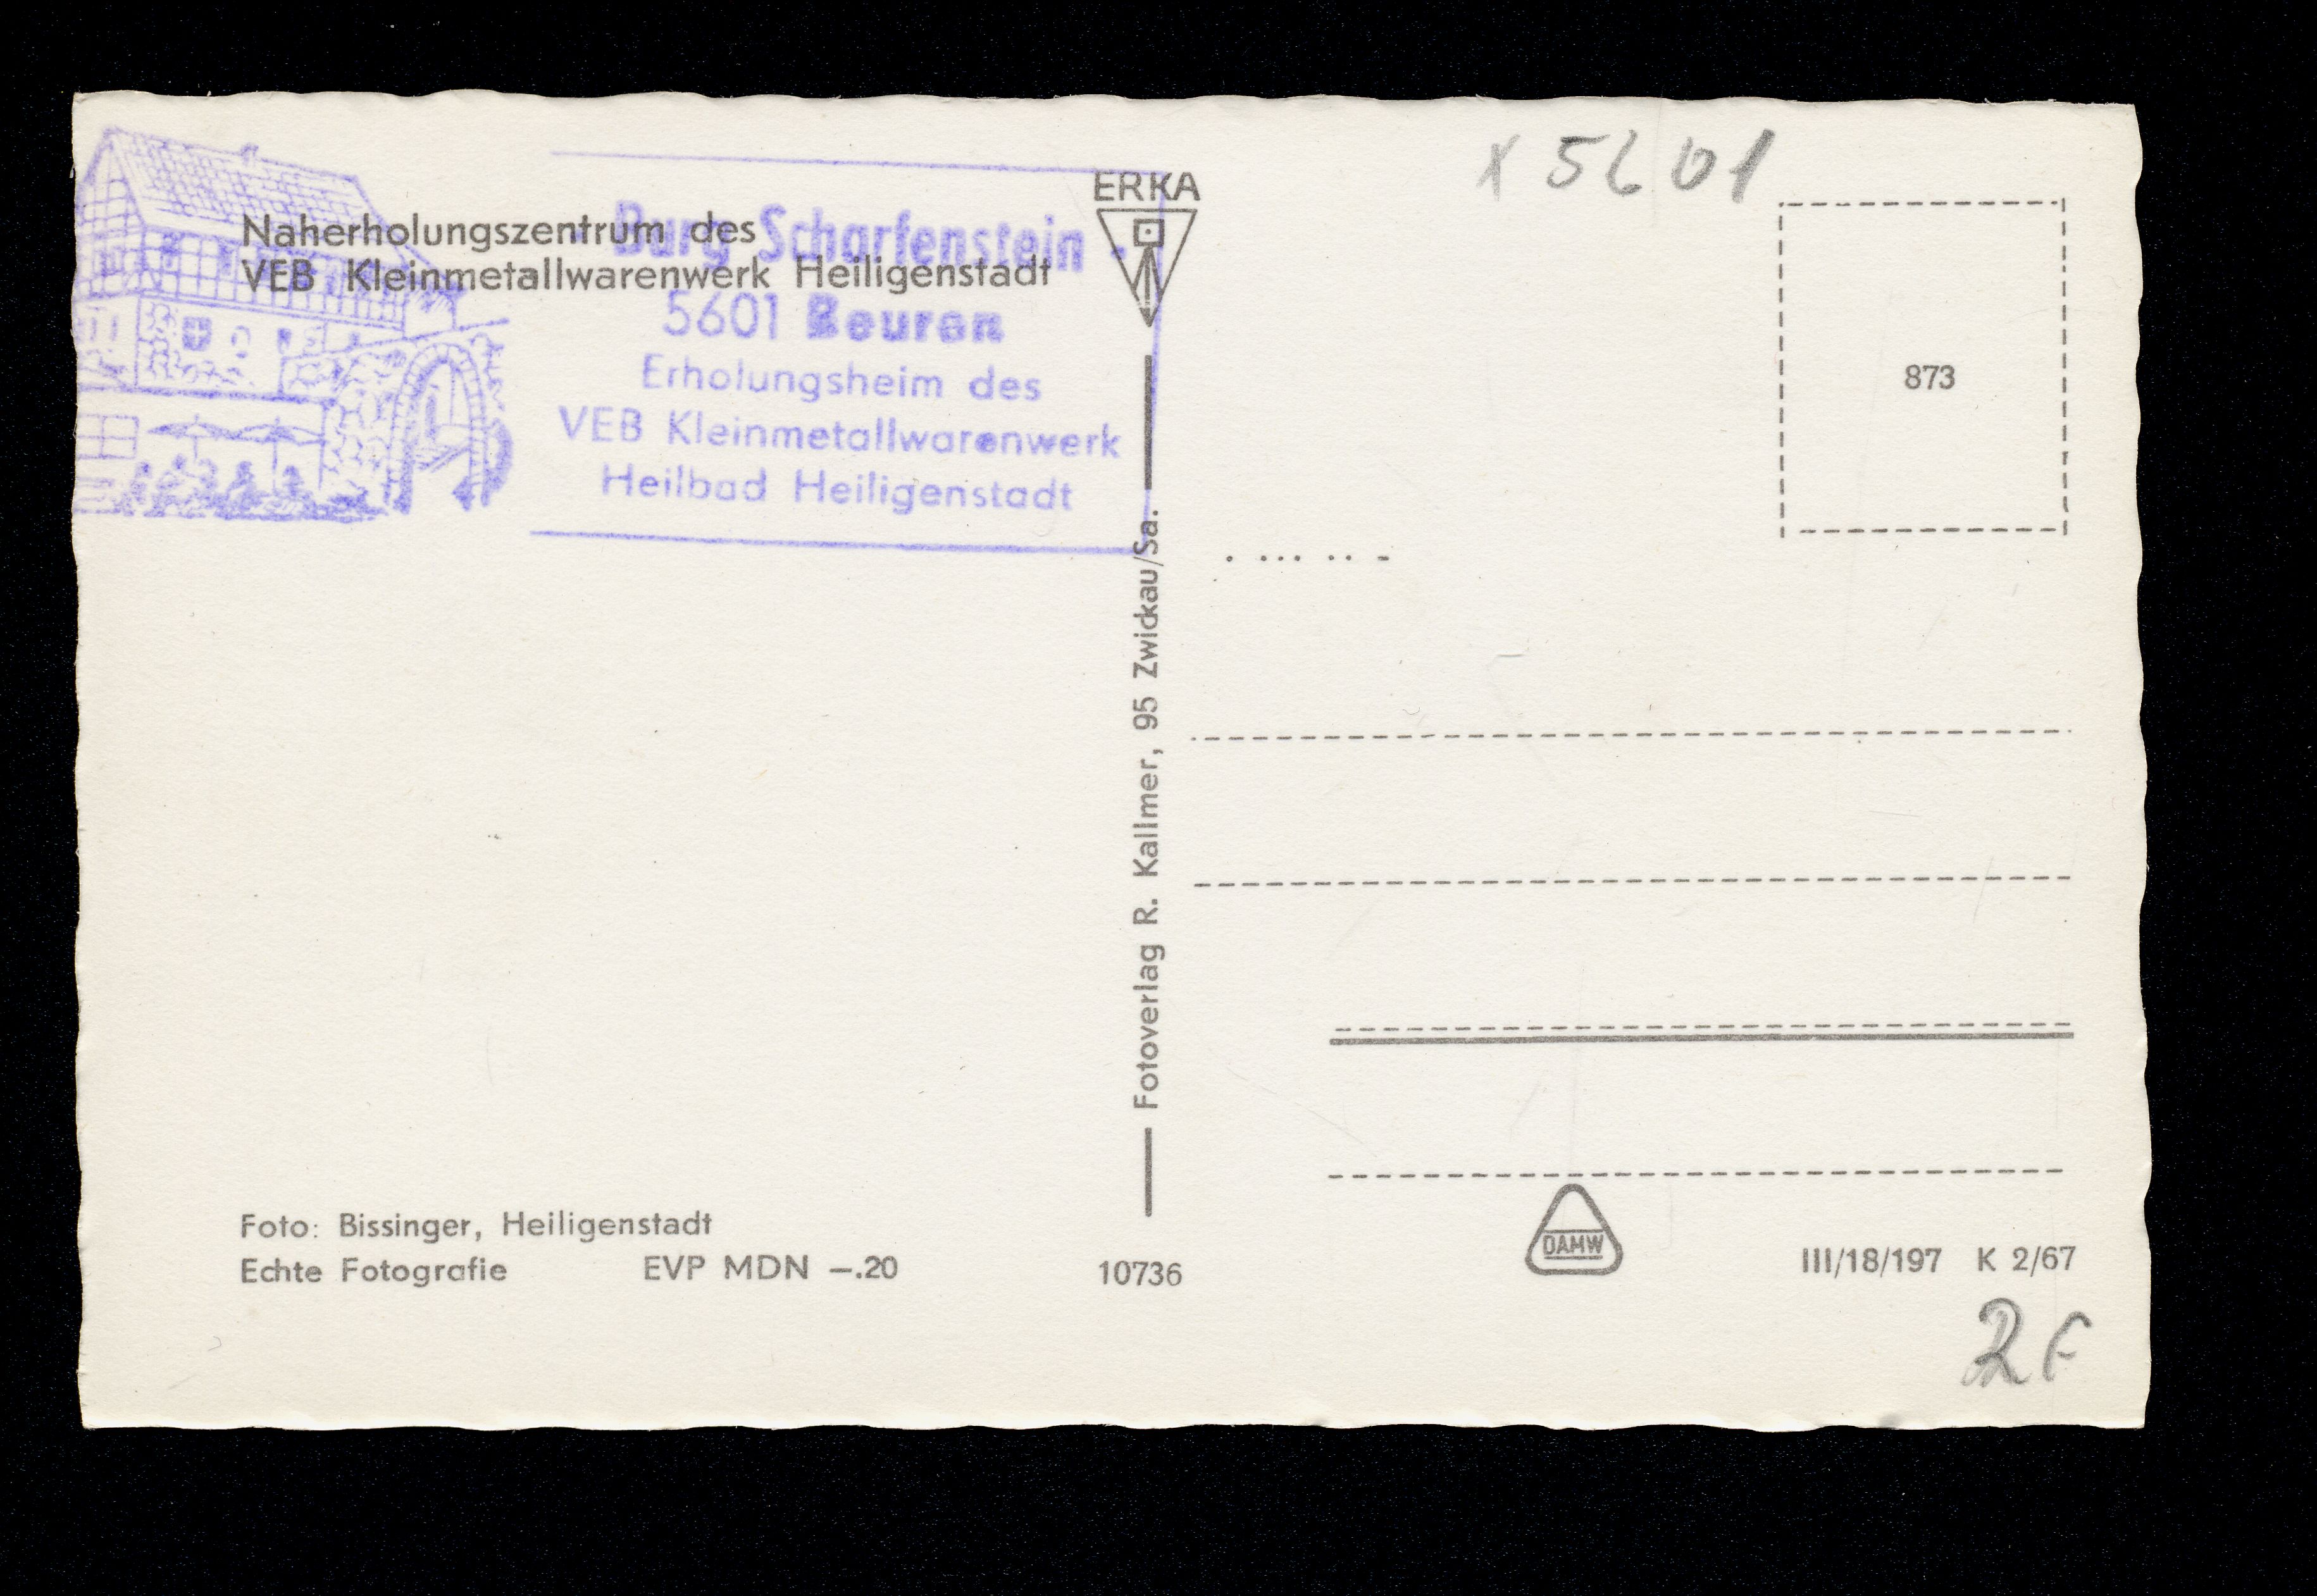 Naherholungszentrum des
VEB Kleinmetallwarenwerk Heiligenstadt
- Burg Scharfenstein -
5601 Beuren
Erholungsheim des
VEB Kleinmetallwarenwerk
Heilbad Heiligenstadt
ERKA
Fotoverlag R. Kallmer, 95 Zwickau/Sa.
X 5601
873
Foto: Bissinger, Heiligenstadt
Echte Fotografie EVP MDN —.20
10736
DAMW
III/18/197 K 2/67